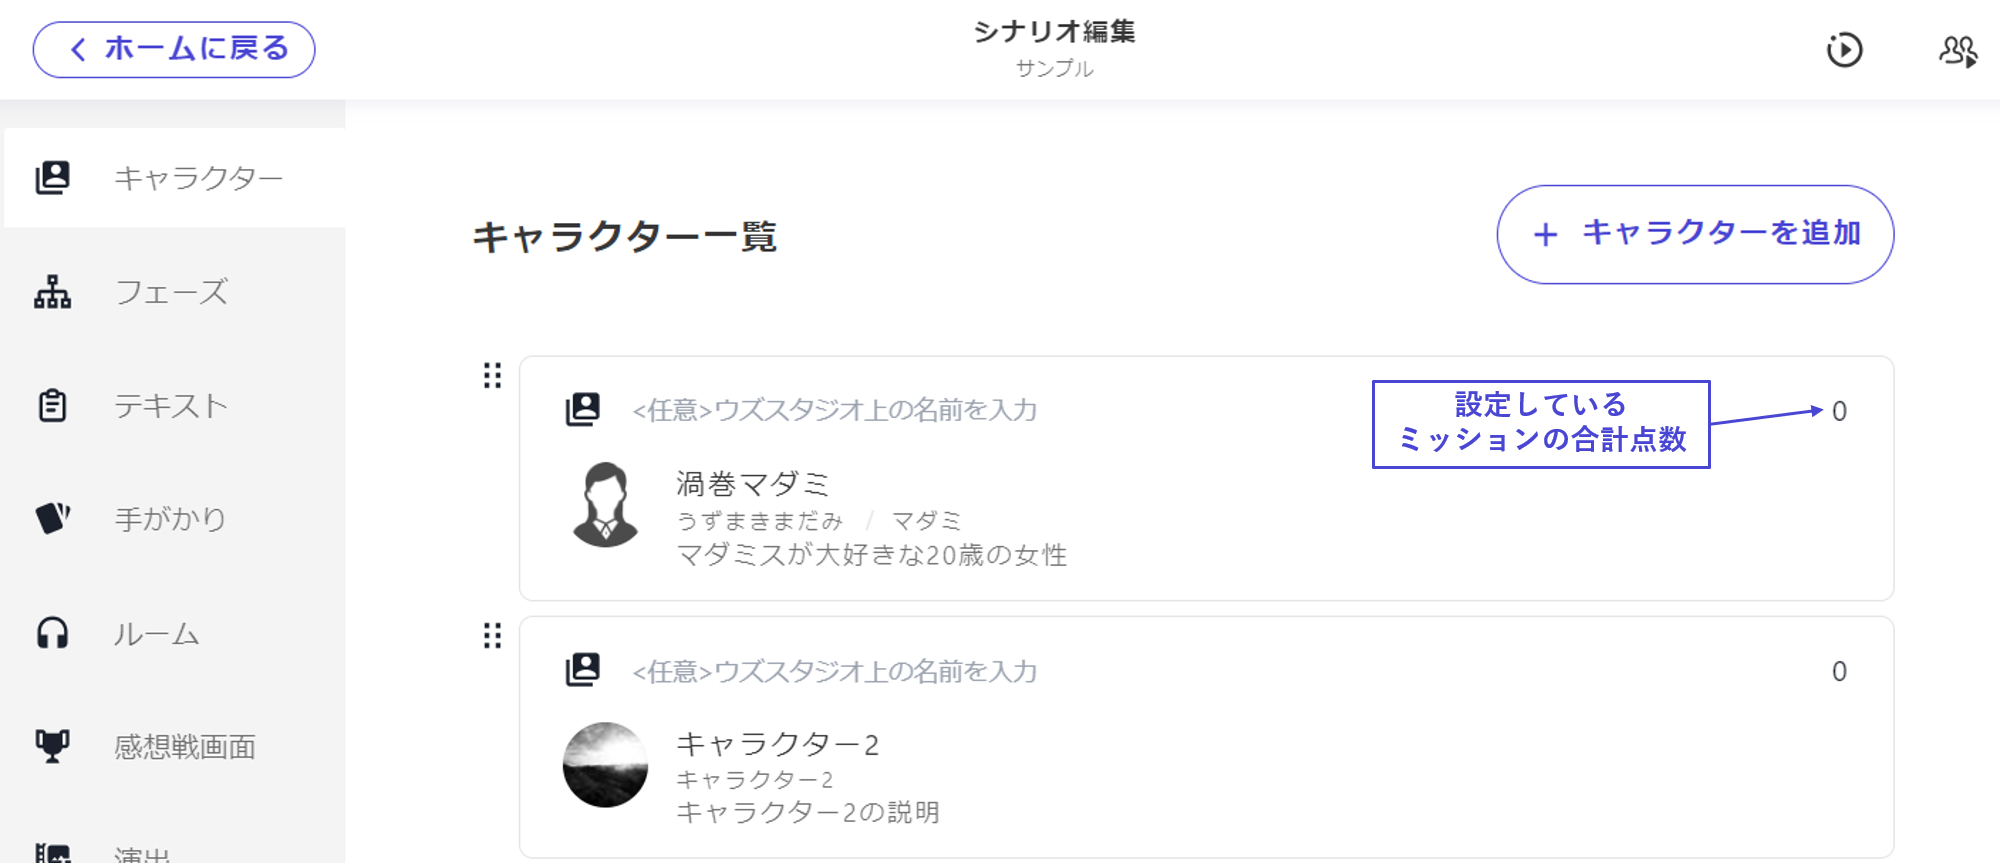 ホームに戻る
シナリオ編集
サンプル
キャラクター
フェーズ
テキスト
手がかり
ルーム
感想戦画面
演出
キャラクター一覧
＋ キャラクターを追加
<任意>ウズスタジオ上の名前を入力
設定している
ミッションの合計点数
0
渦巻マダミ
うずまきまだみ / マダミ
マダミスが大好きな20歳の女性
<任意>ウズスタジオ上の名前を入力
0
キャラクター2
キャラクター2
キャラクター2の説明